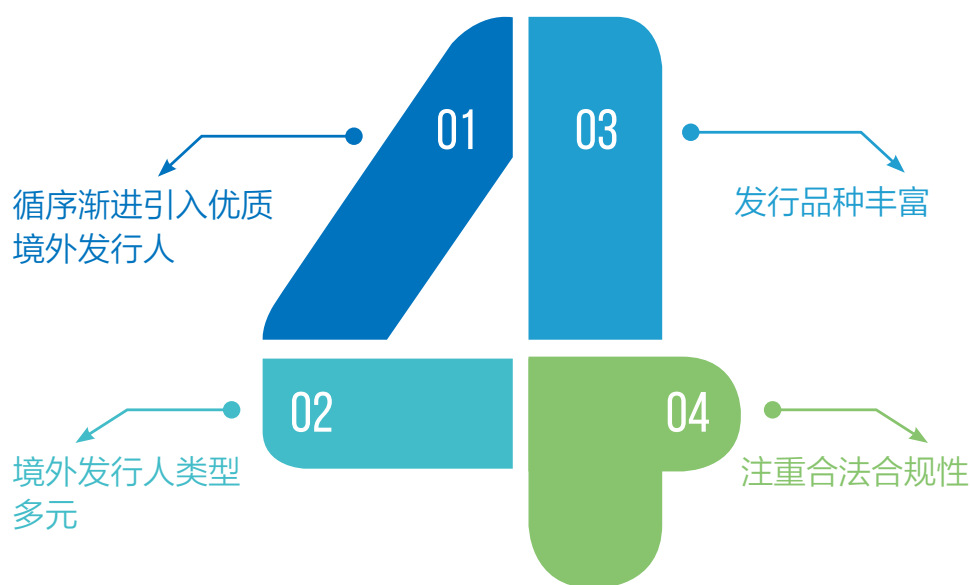 01
循序渐进引入优质
境外发行人
03
发行品种丰富
02
境外发行人类型
多元
04
注重合法合规性